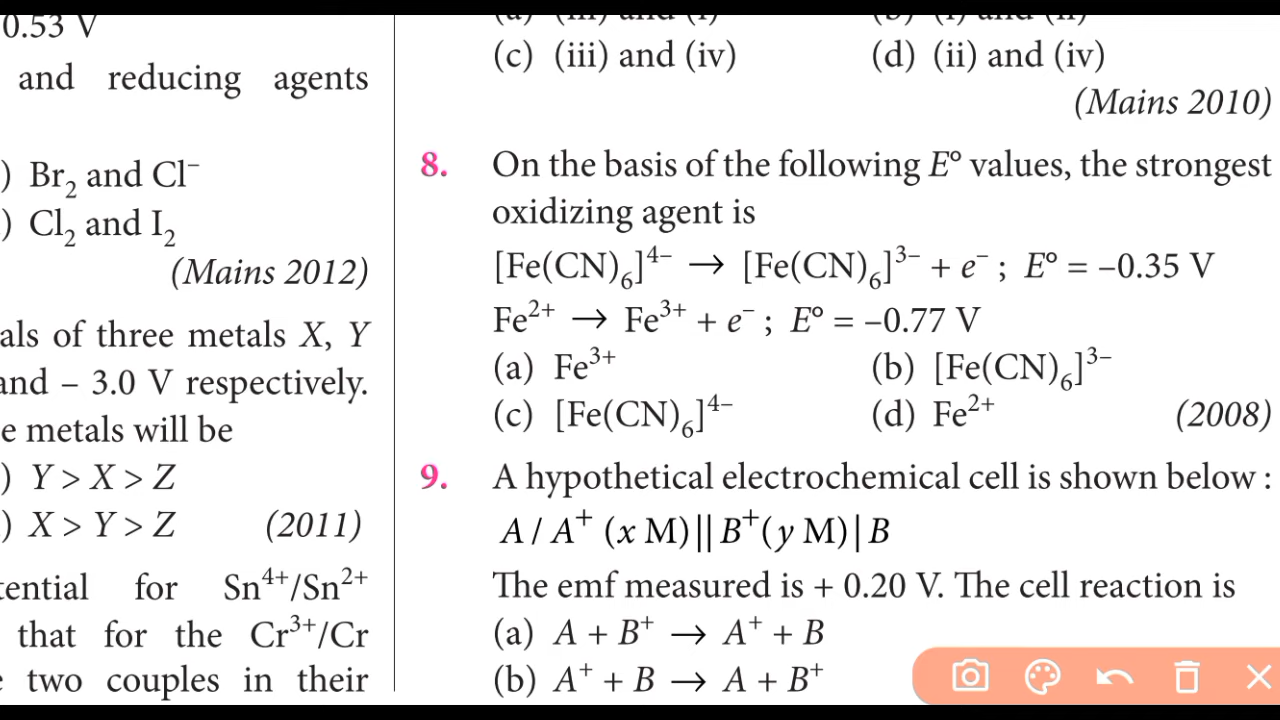 0.53 V
and reducing agents
) Br₂ and Cl⁻
) Cl₂ and I₂
(Mains 2012)
als of three metals X, Y
and – 3.0 V respectively.
e metals will be
) Y > X > Z
) X > Y > Z (2011)
tential for Sn⁴⁺/Sn²⁺
that for the Cr³⁺/Cr
e two couples in their
(a) (iii) and (i) (b) (i) and (ii)
(c) (iii) and (iv) (d) (ii) and (iv)
(Mains 2010)
8. On the basis of the following E° values, the strongest
oxidizing agent is
[Fe(CN)₆]⁴⁻ → [Fe(CN)₆]³⁻ + e⁻ ; E° = –0.35 V
Fe²⁺ → Fe³⁺ + e⁻ ; E° = –0.77 V
(a) Fe³⁺ (b) [Fe(CN)₆]³⁻
(c) [Fe(CN)₆]⁴⁻ (d) Fe²⁺ (2008)
9. A hypothetical electrochemical cell is shown below :
A / A⁺ (x M) || B⁺(y M) | B
The emf measured is + 0.20 V. The cell reaction is
(a) A + B⁺ → A⁺ + B
(b) A⁺ + B → A + B⁺